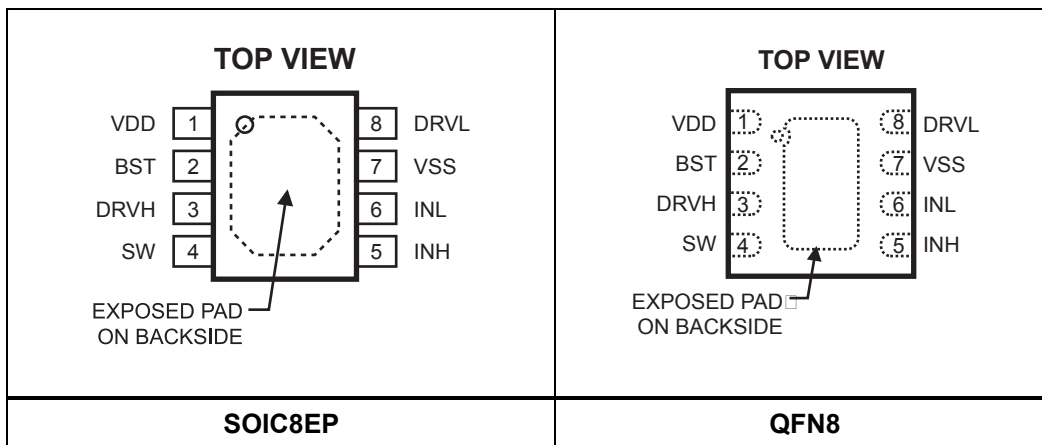 TOP VIEW
VDD 1 8 DRVL
BST 2 7 VSS
DRVH 3 6 INL
SW 4 5 INH
EXPOSED PAD
ON BACKSIDE
SOIC8EP
TOP VIEW
VDD 1 8 DRVL
BST 2 7 VSS
DRVH 3 6 INL
SW 4 5 INH
EXPOSED PAD□
ON BACKSIDE
QFN8